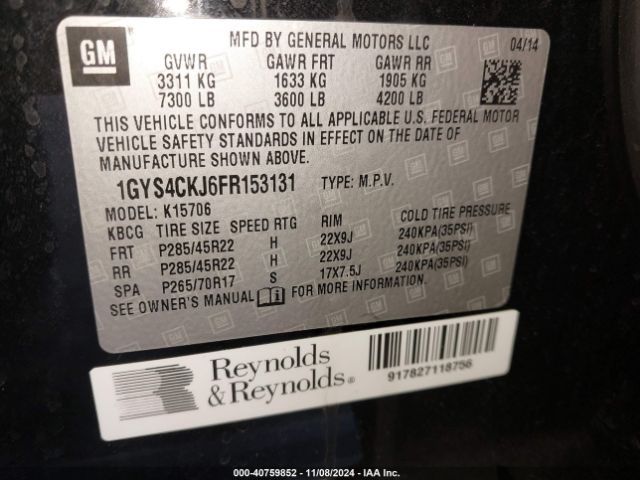 GM
MFD BY GENERAL MOTORS LLC 04/14
GVWR GAWR FRT GAWR RR
3311 KG 1633 KG 1905 KG
7300 LB 3600 LB 4200 LB
THIS VEHICLE CONFORMS TO ALL APPLICABLE U.S. FEDERAL MOTOR
VEHICLE SAFETY STANDARDS IN EFFECT ON THE DATE OF
MANUFACTURE SHOWN ABOVE.
1GYS4CKJ6FR153131 TYPE: M.P.V.
MODEL: K15706
KBCG TIRE SIZE SPEED RTG RIM COLD TIRE PRESSURE
FRT P285/45R22 H 22X9J 240KPA(35PSI)
RR P285/45R22 H 22X9J 240KPA(35PSI)
SPA P265/70R17 S 17X7.5J 240KPA(35PSI)
SEE OWNER'S MANUAL
Reynolds
& Reynolds®
917827118756
000-40759852 - 11/08/2024 - IAA Inc.